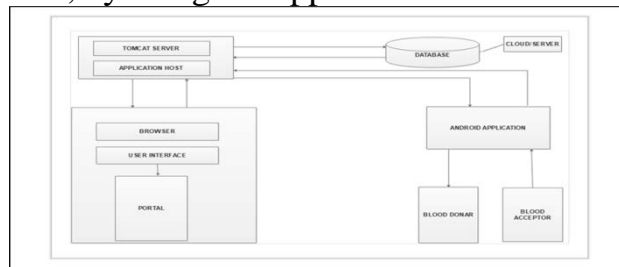 TOMCAT SERVER
APPLICATION HOST
DATABASE
CLOUD/SERVER
BROWSER
USER INTERFACE
PORTAL
ANDROID APPLICATION
BLOOD DONAR
BLOOD
ACCEPTOR